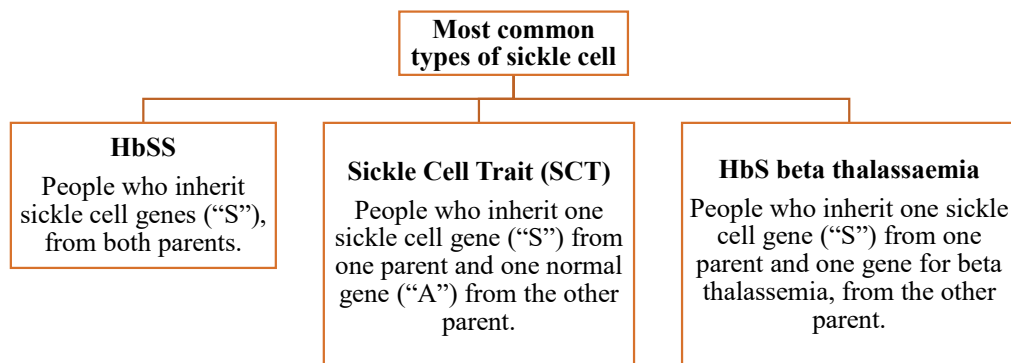 Most common
types of sickle cell
HbSS
People who inherit
sickle cell genes (“S”),
from both parents.
Sickle Cell Trait (SCT)
People who inherit one
sickle cell gene (“S”) from
one parent and one normal
gene (“A”) from the other
parent.
HbS beta thalassaemia
People who inherit one sickle
cell gene (“S”) from one
parent and one gene for beta
thalassemia, from the other
parent.